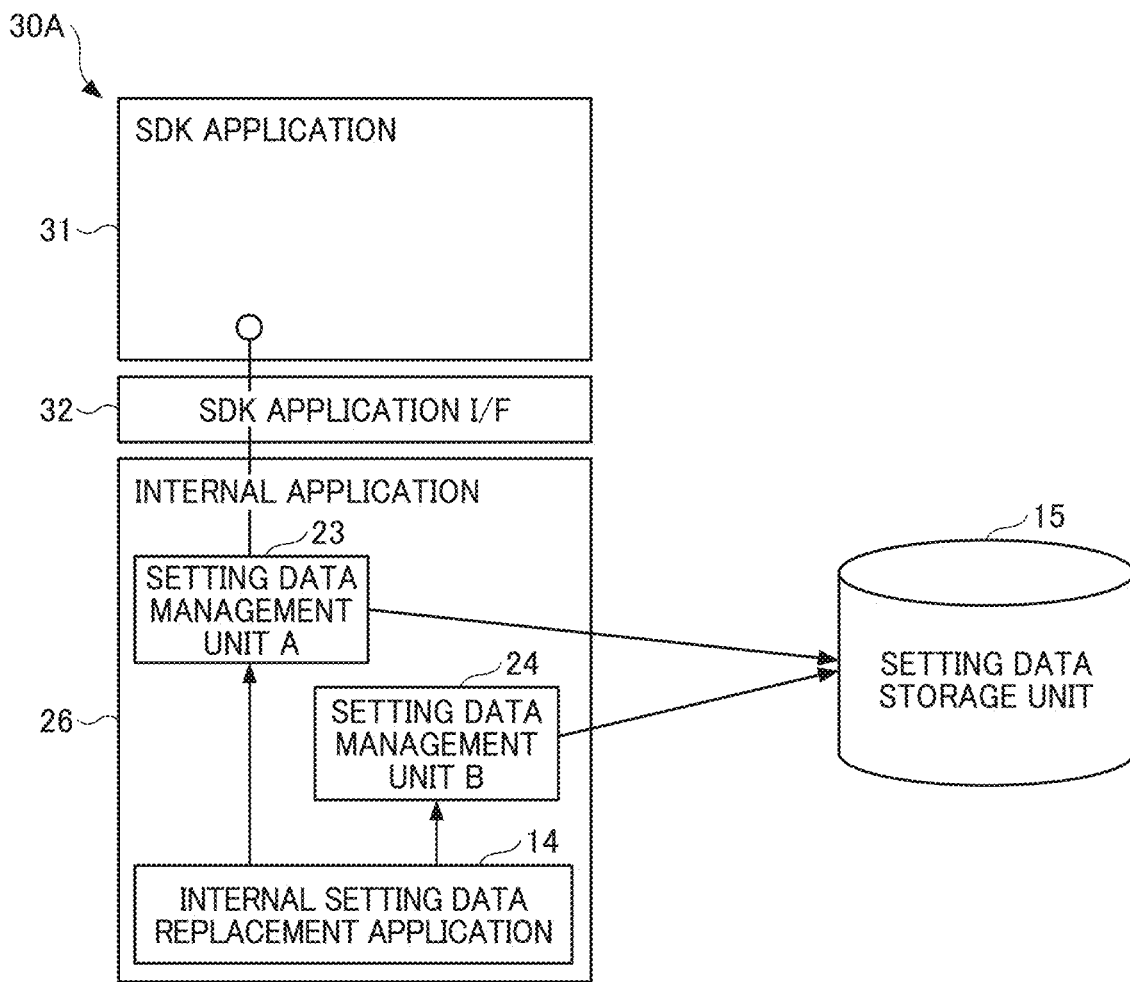 30A
SDK APPLICATION
31
32
SDK APPLICATION I/F
INTERNAL APPLICATION
23
SETTING DATA
MANAGEMENT
UNIT A
15
SETTING DATA
STORAGE UNIT
24
SETTING DATA
MANAGEMENT
UNIT B
26
14
INTERNAL SETTING DATA
REPLACEMENT APPLICATION